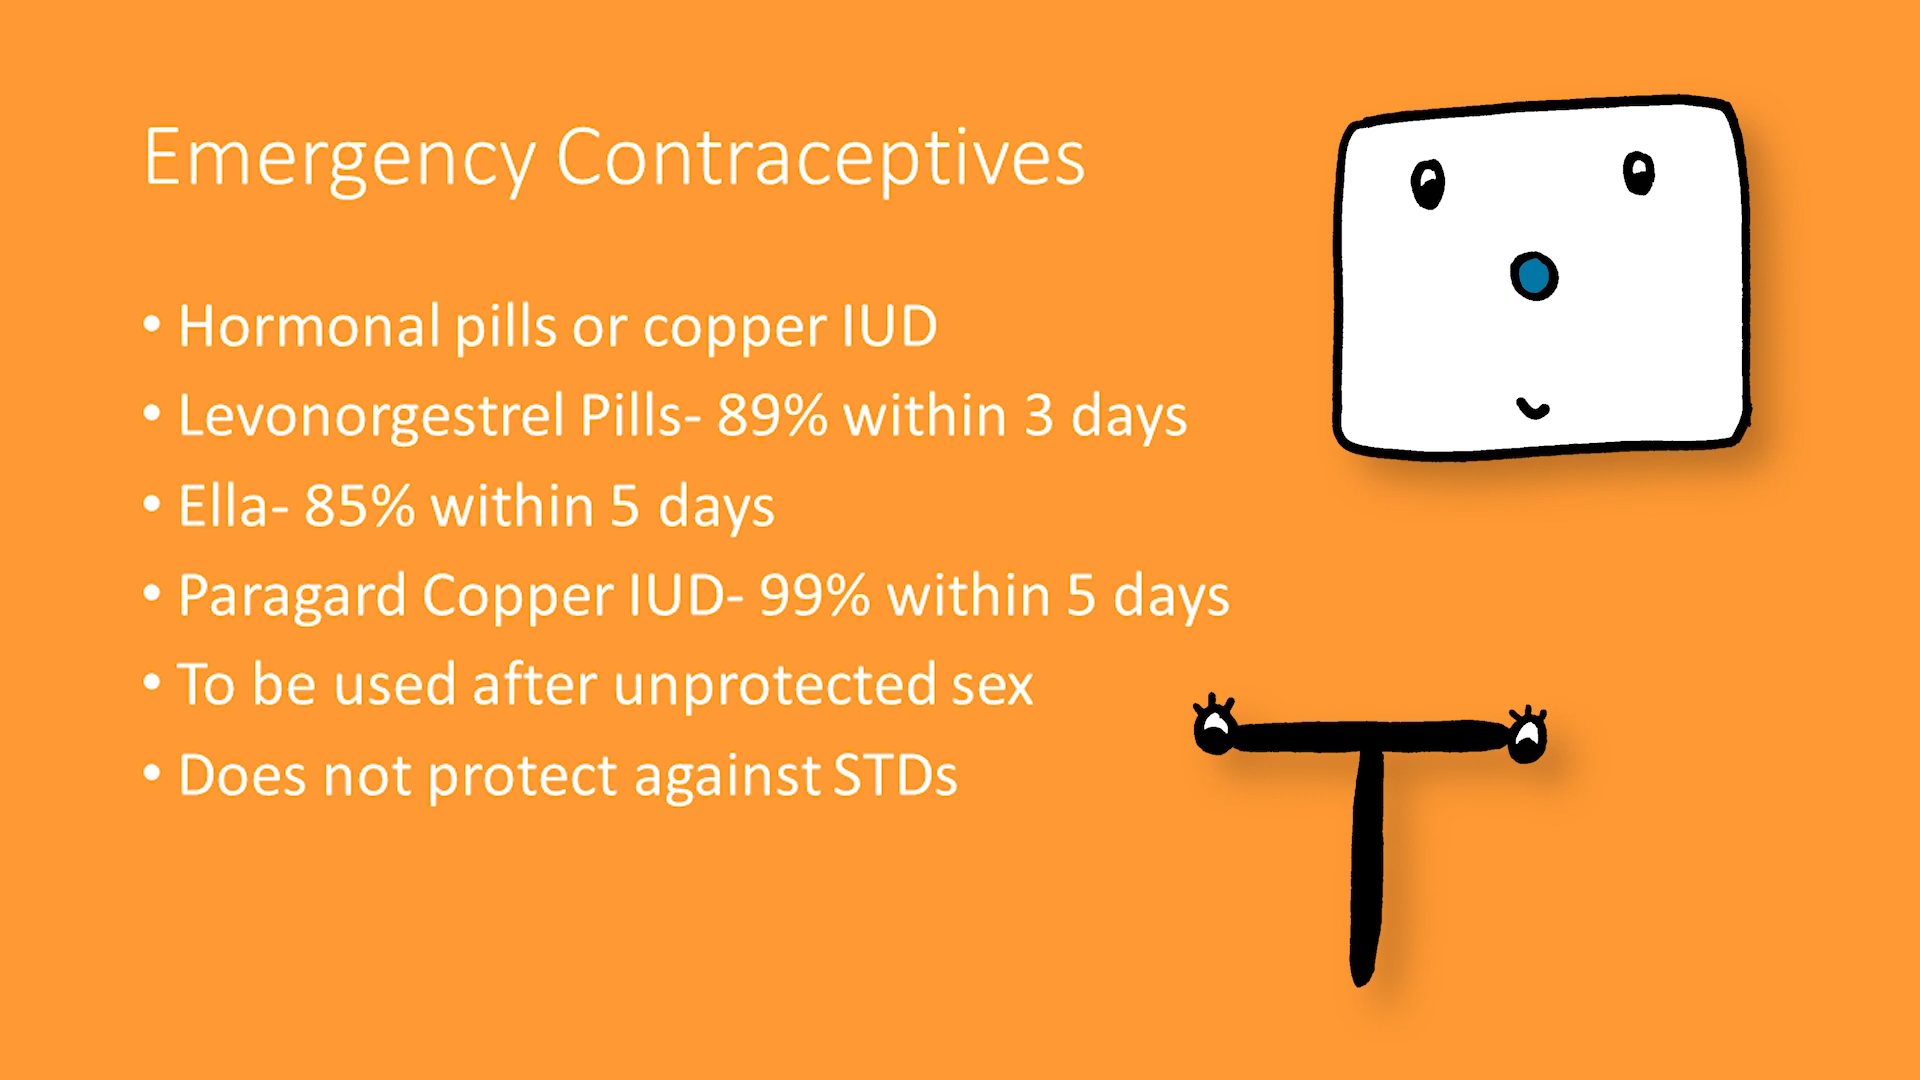 Emergency Contraceptives
• Hormonal pills or copper IUD
• Levonorgestrel Pills- 89% within 3 days
• Ella- 85% within 5 days
• Paragard Copper IUD- 99% within 5 days
• To be used after unprotected sex
• Does not protect against STDs